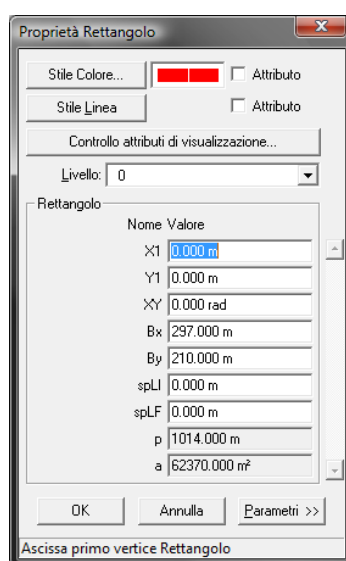 Proprietà Rettangolo
Stile Colore... Attributo
Stile Linea Attributo
Controllo attributi di visualizzazione...
Livello: 0
Rettangolo
Nome Valore
X1 0.000 m
Y1 0.000 m
XY 0.000 rad
Bx 297.000 m
By 210.000 m
spLI 0.000 m
spLF 0.000 m
p 1014.000 m
a 62370.000 m²
OK Annulla Parametri >>
Ascissa primo vertice Rettangolo